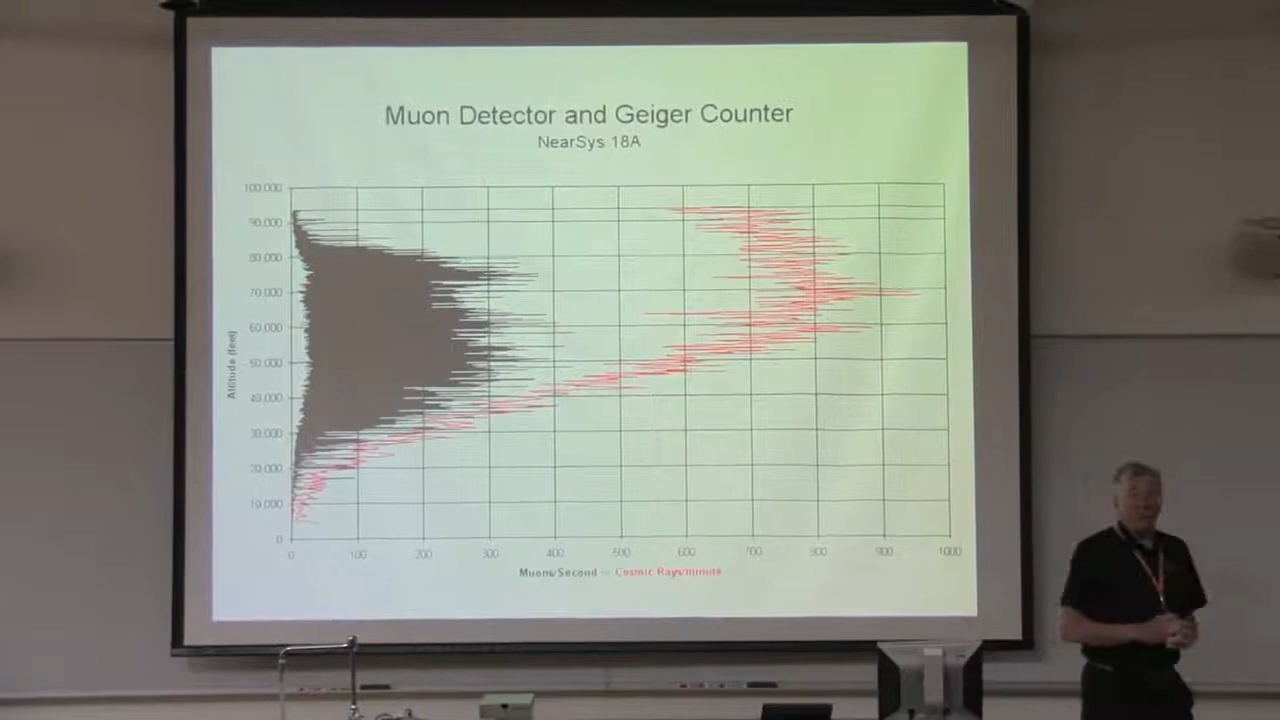 Muon Detector and Geiger Counter
NearSys 18A
100,000
90,000
80,000
70,000
60,000
50,000
40,000
30,000
20,000
10,000
0
Altitude (feet)
0 100 200 300 400 500 600 700 800 900 1000
Muons/Second -- Cosmic Rays/minute